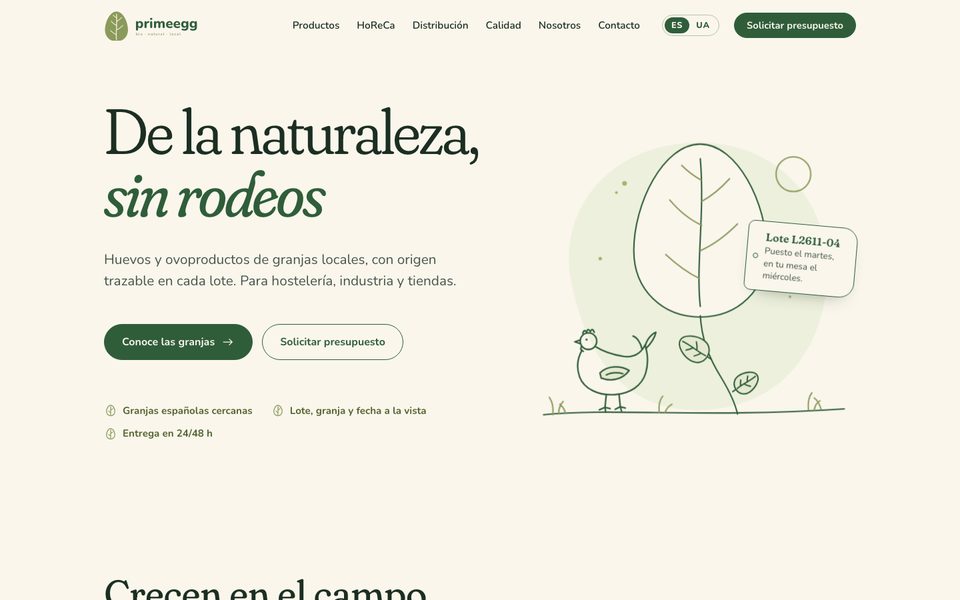 primeegg
bio · natural · local
Productos
HoReCa
Distribución
Calidad
Nosotros
Contacto
ES
UA
Solicitar presupuesto
De la naturaleza,
sin rodeos
Huevos y ovoproductos de granjas locales, con origen
trazable en cada lote. Para hostelería, industria y tiendas.
Conoce las granjas →
Solicitar presupuesto
Granjas españolas cercanas
Lote, granja y fecha a la vista
Entrega en 24/48 h
Lote L2611-04
Puesto el martes,
en tu mesa el
miércoles.
Crecen en el campo